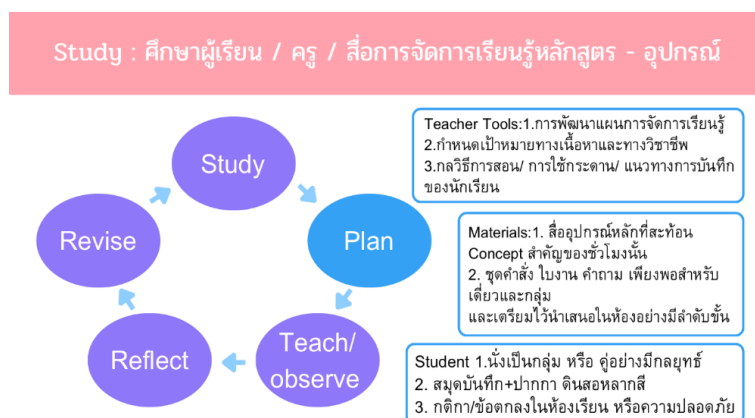 Study : ศึกษาผู้เรียน / ครู / สื่อการจัดการเรียนรู้หลักสูตร - อุปกรณ์
Study
Plan
Teach/
observe
Reflect
Revise
Teacher Tools:1.การพัฒนาแผนการจัดการเรียนรู้
2.กำหนดเป้าหมายทางเนื้อหาและทางวิชาชีพ
3.กลวิธีการสอน/ การใช้กระดาน/ แนวทางการบันทึก
ของนักเรียน
Materials:1. สื่ออุปกรณ์หลักที่สะท้อน
Concept สำคัญของชั่วโมงนั้น
2. ชุดคำสั่ง ใบงาน คำถาม เพียงพอสำหรับ
เดี่ยวและกลุ่ม
และเตรียมไว้นำเสนอในห้องอย่างมีลำดับขั้น
Student 1.นั่งเป็นกลุ่ม หรือ คู่อย่างมีกลยุทธ์
2. สมุดบันทึก+ปากกา ดินสอหลากสี
3. กติกา/ข้อตกลงในห้องเรียน หรือความปลอดภัย